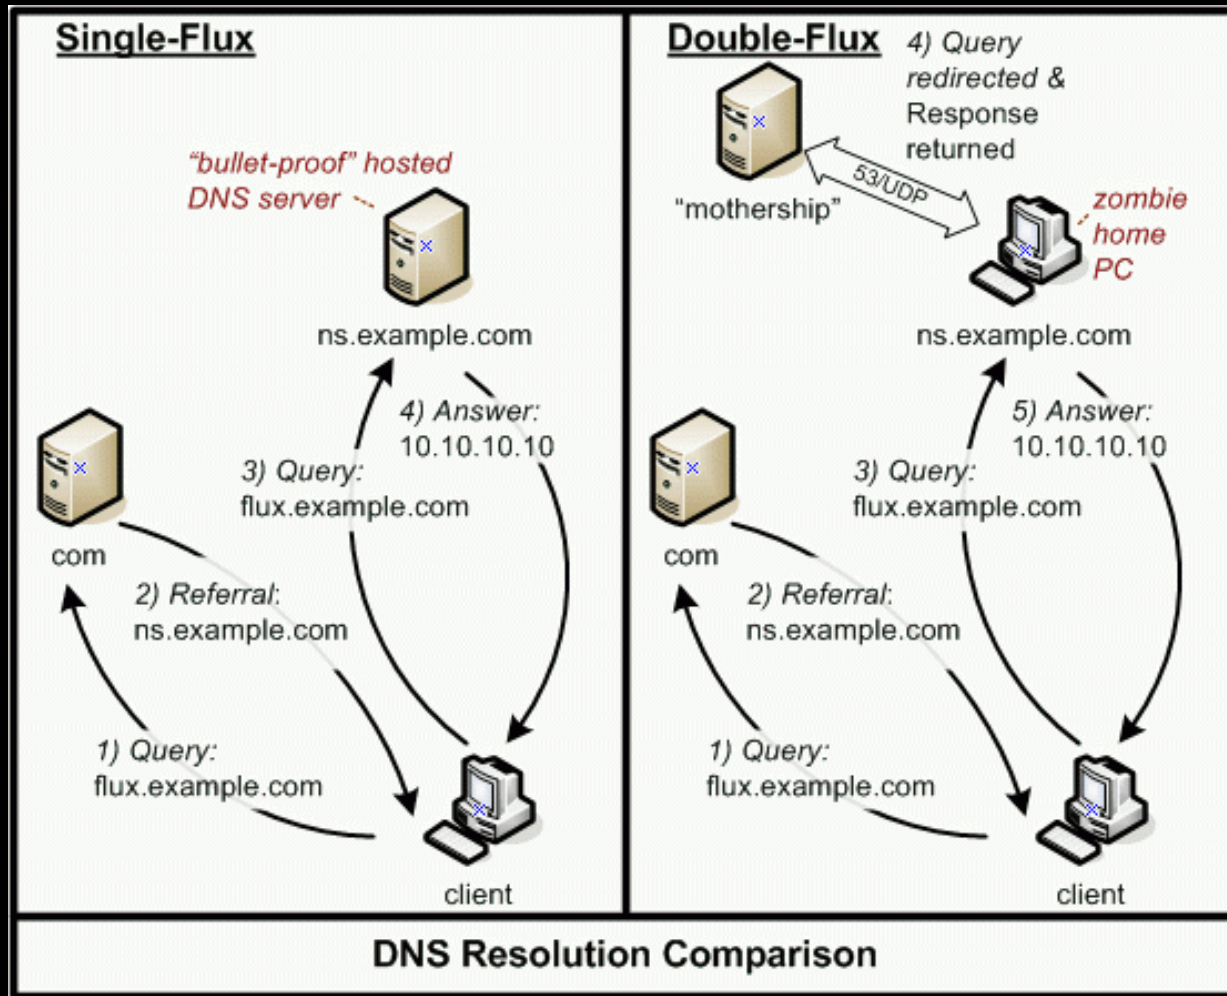 Single-Flux
"bullet-proof" hosted
DNS server
ns.example.com
4) Answer:
10.10.10.10
3) Query:
flux.example.com
com
2) Referral:
ns.example.com
1) Query:
flux.example.com
client
Double-Flux
4) Query
redirected &
Response
returned
53/UDP
"mothership"
zombie
home
PC
ns.example.com
5) Answer:
10.10.10.10
3) Query:
flux.example.com
com
2) Referral:
ns.example.com
1) Query:
flux.example.com
client
DNS Resolution Comparison